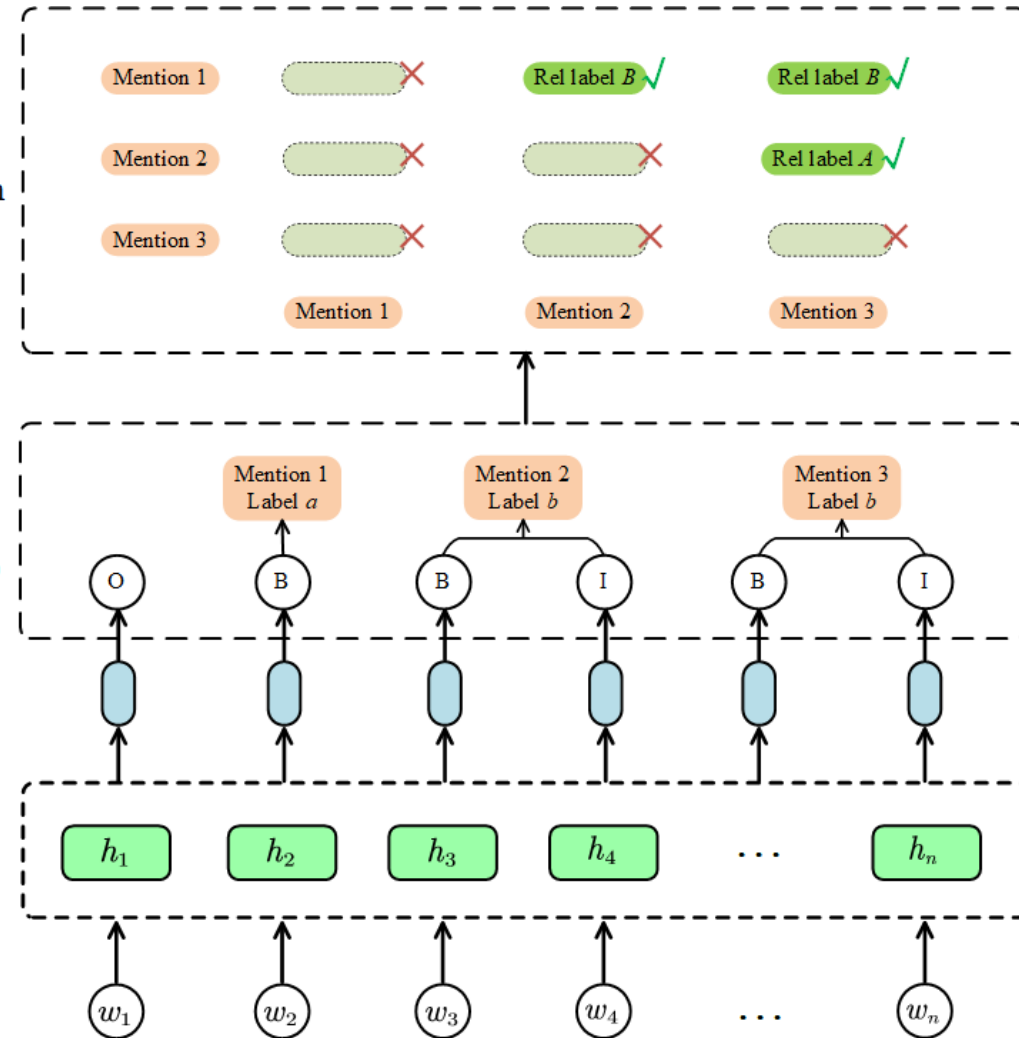 Mention 1 Rel label B Rel label B
Mention 2 Rel label A
Mention 3
Mention 1 Mention 2 Mention 3
Mention 1 Mention 2 Mention 3
Label a Label b Label b
O B B I B I
h₁ h₂ h₃ h₄ ... hₙ
w₁ w₂ w₃ w₄ ... wₙ